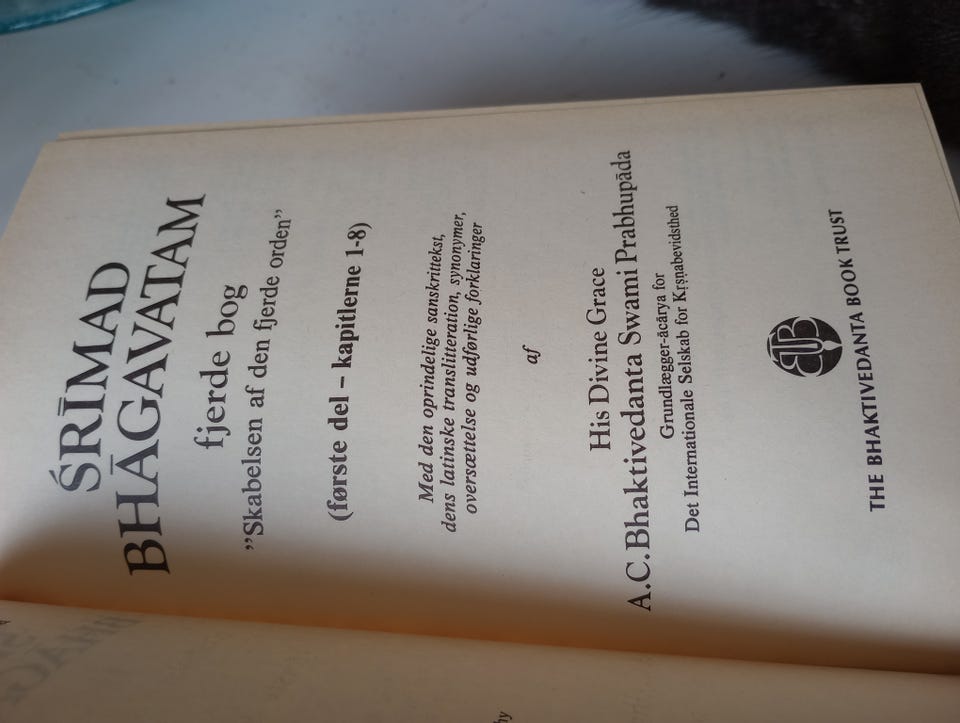 ŚRĪMAD
BHĀGAVATAM
fjerde bog
”Skabelsen af den fjerde orden”
(første del – kapitlerne 1-8)
Med den oprindelige sanskrittekst,
dens latinske translitteration, synonymer,
oversættelse og udførlige forklaringer
af
His Divine Grace
A.C. Bhaktivedanta Swami Prabhupāda
Grundlægger-ācārya for
Det Internationale Selskab for Kṛṣṇabevidsthed
BBT
THE BHAKTIVEDANTA BOOK TRUST